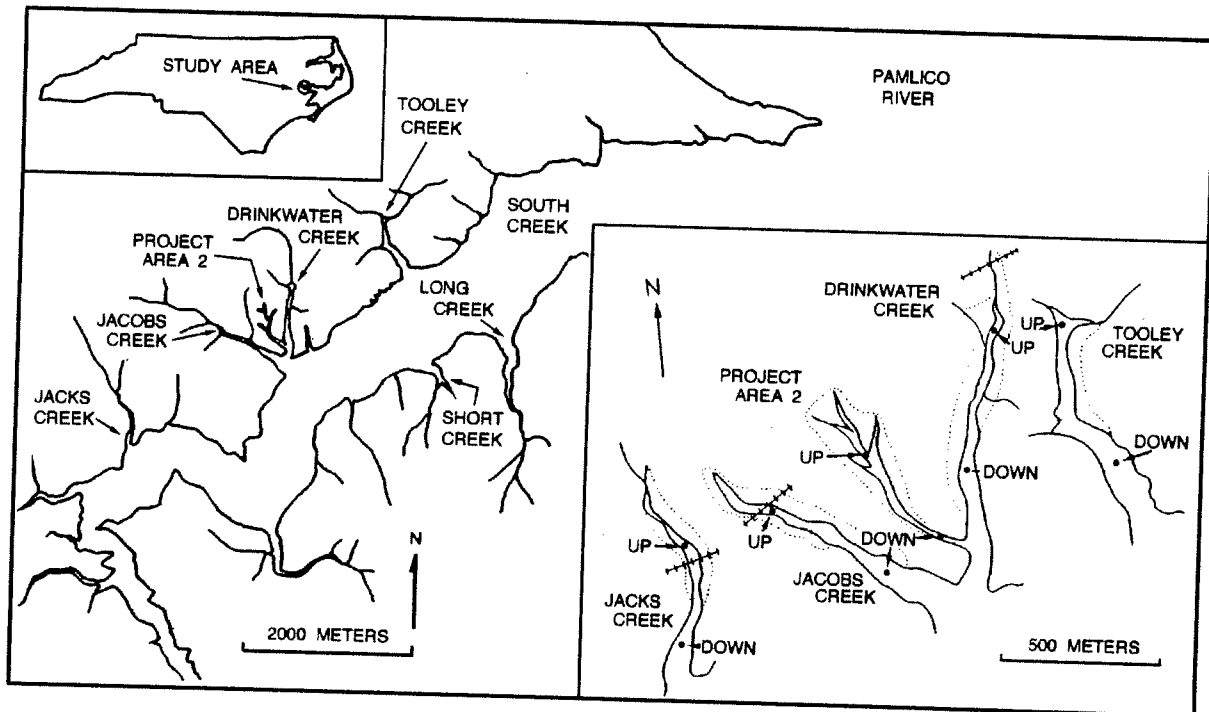 STUDY AREA
PAMLICO
RIVER
TOOLEY
CREEK
SOUTH
CREEK
DRINKWATER
CREEK
PROJECT
AREA 2
LONG
CREEK
JACOBS
CREEK
JACKS
CREEK
SHORT
CREEK
N
2000 METERS
N
DRINKWATER
CREEK
UP
UP
TOOLEY
CREEK
PROJECT
AREA 2
UP
DOWN
DOWN
UP
UP
DOWN
JACOBS
CREEK
JACKS
CREEK
DOWN
500 METERS